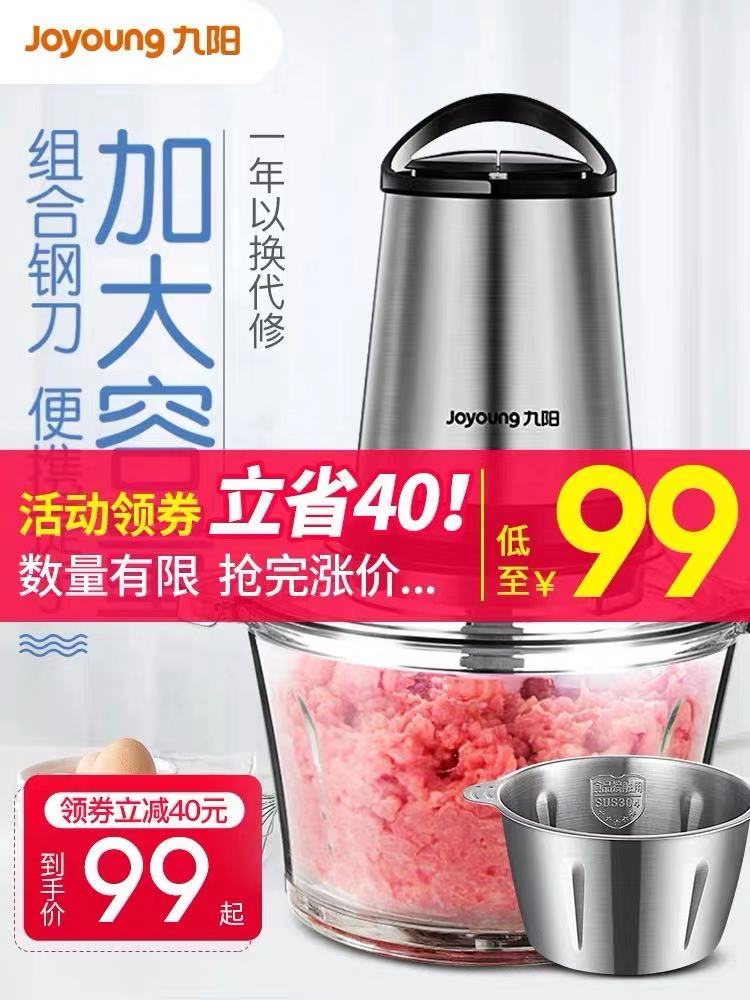 Joyoung 九阳
加大容量
组合钢刀 便携
一年以换代修
Joyoung 九阳
活动领券 立省40!
数量有限 抢完涨价...
低至¥99
领券立减40元
到手价 99 起
SUS304